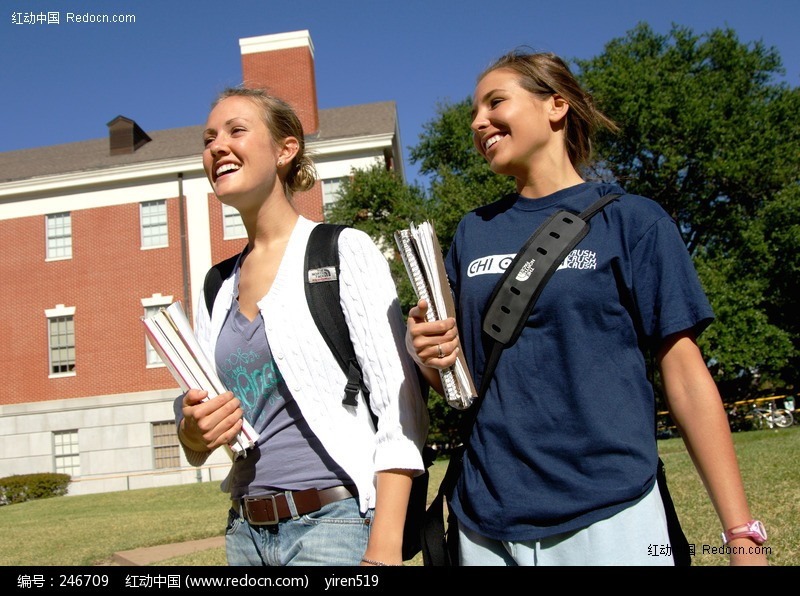 红动中国 Redocn.com
THE NORTH FACE
CHI O
CRUSH
CRUSH
CRUSH
红动中国
Redocn.com
编号：246709 红动中国 (www.redocn.com) yiren519